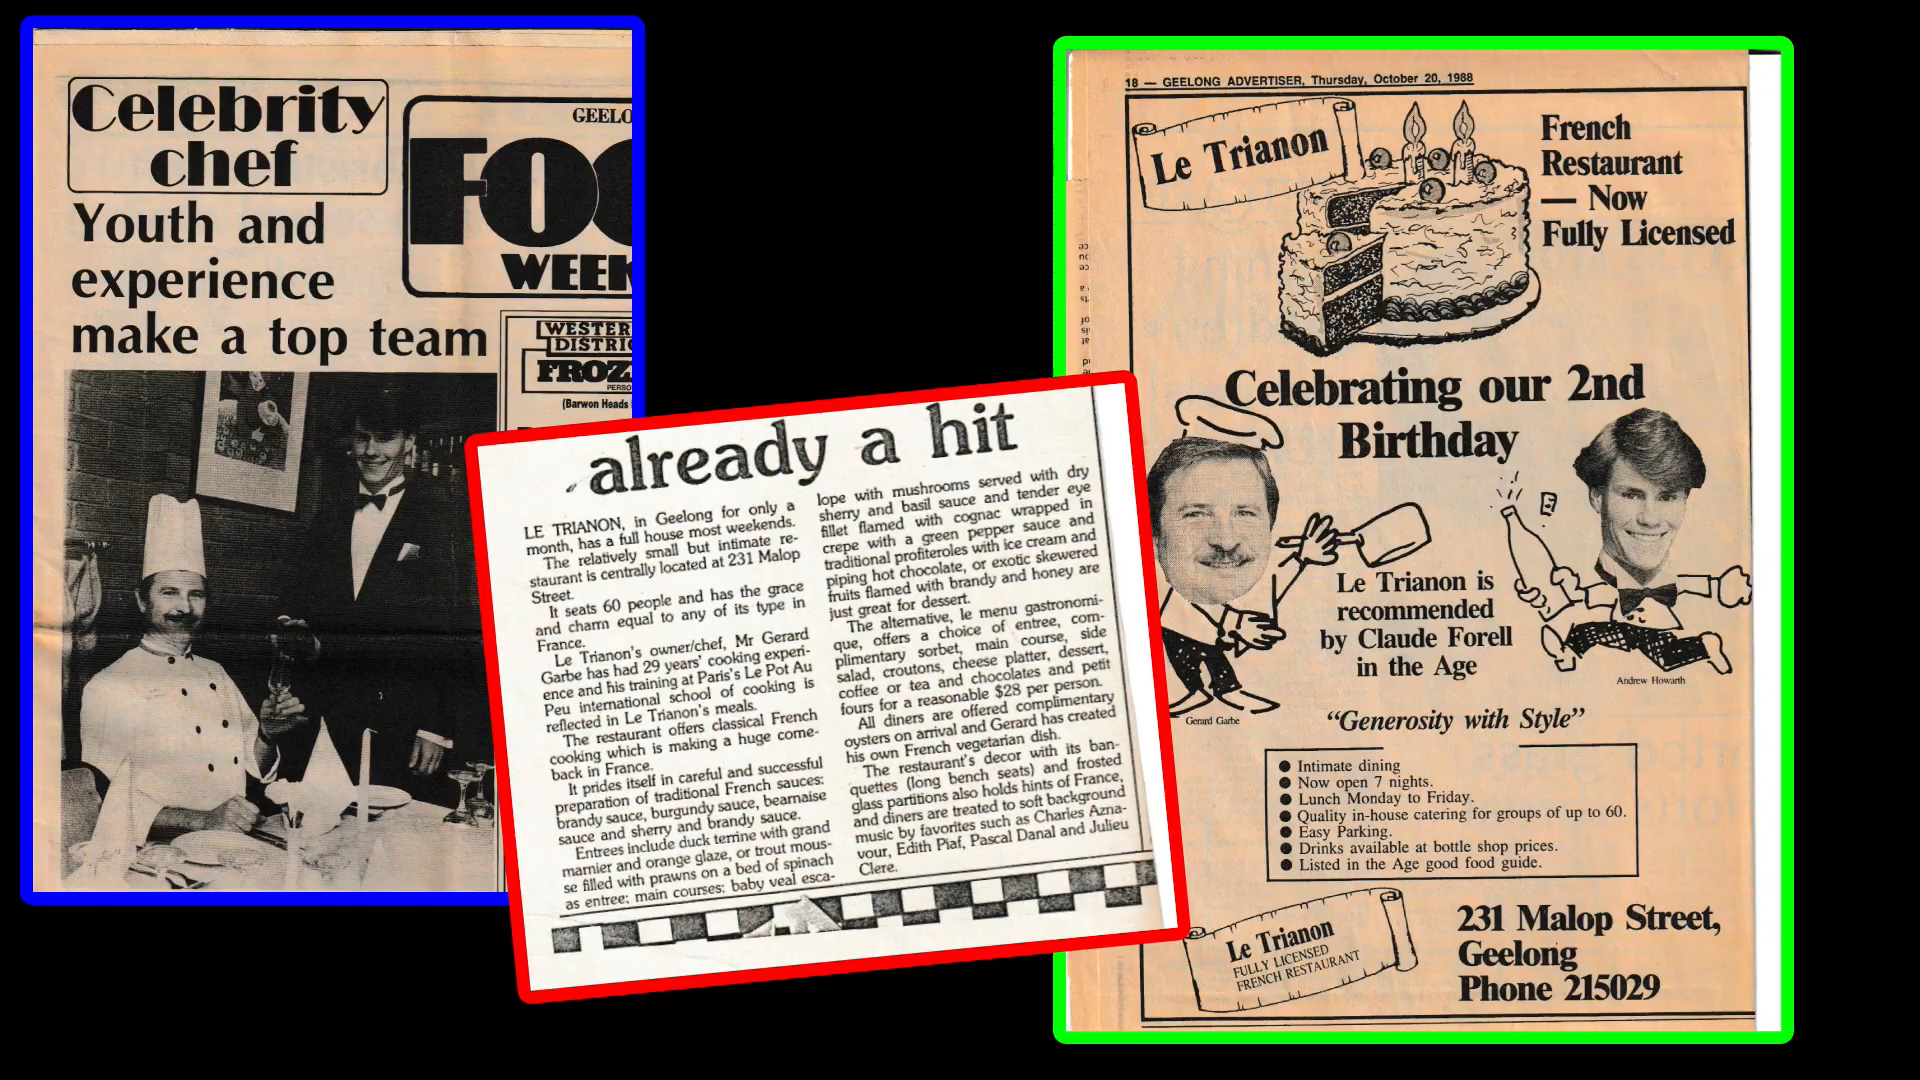 Celebrity
chef
Youth and
experience
make a top team
GEELO
FOO
WEEK
WESTER
DISTRI
FROZ
PERSO
(Barwon Heads
already a hit
LE TRIANON, in Geelong for only a
month, has a full house most weekends.
The relatively small but intimate re-
staurant is centrally located at 231 Malop
Street.
It seats 60 people and has the grace
and charm equal to any of its type in
France.
Le Trianon's owner/chef, Mr Gerard
Garbe has had 29 years' cooking experi-
ence and his training at Paris's Le Pot Au
Peu international school of cooking is
reflected in Le Trianon's meals.
The restaurant offers classical French
cooking which is making a huge come-
back in France.
It prides itself in careful and successful
preparation of traditional French sauces:
brandy sauce, burgundy sauce, bearnaise
sauce and sherry and brandy sauce.
Entrees include duck terrine with grand
marnier and orange glaze, or trout mous-
se filled with prawns on a bed of spinach
as entree; main courses: baby veal esca-
lope with mushrooms served with dry
sherry and basil sauce and tender eye
fillet flamed with cognac wrapped in
crepe with a green pepper sauce and
traditional profiteroles with ice cream and
piping hot chocolate, or exotic skewered
fruits flamed with brandy and honey are
just great for dessert.
The alternative, le menu gastronomi-
que, offers a choice of entree, com-
plimentary sorbet, main course, side
salad, croutons, cheese platter, dessert,
coffee or tea and chocolates and petit
fours for a reasonable $28 per person.
All diners are offered complimentary
oysters on arrival and Gerard has created
his own French vegetarian dish.
The restaurant's decor with its ban-
quettes (long bench seats) and frosted
glass partitions also holds hints of France,
and diners are treated to soft background
music by favorites such as Charles Azna-
vour, Edith Piaf, Pascal Danal and Julieu
Clere.
18 — GEELONG ADVERTISER, Thursday, October 20, 1988
Le Trianon
French
Restaurant
— Now
Fully Licensed
Celebrating our 2nd
Birthday
Le Trianon is
recommended
by Claude Forell
in the Age
Andrew Howarth
Gerard Garbe
"Generosity with Style"
● Intimate dining
● Now open 7 nights.
● Lunch Monday to Friday.
● Quality in-house catering for groups of up to 60.
● Easy Parking.
● Drinks available at bottle shop prices.
● Listed in the Age good food guide.
Le Trianon
FULLY LICENSED
FRENCH RESTAURANT
231 Malop Street,
Geelong
Phone 215029